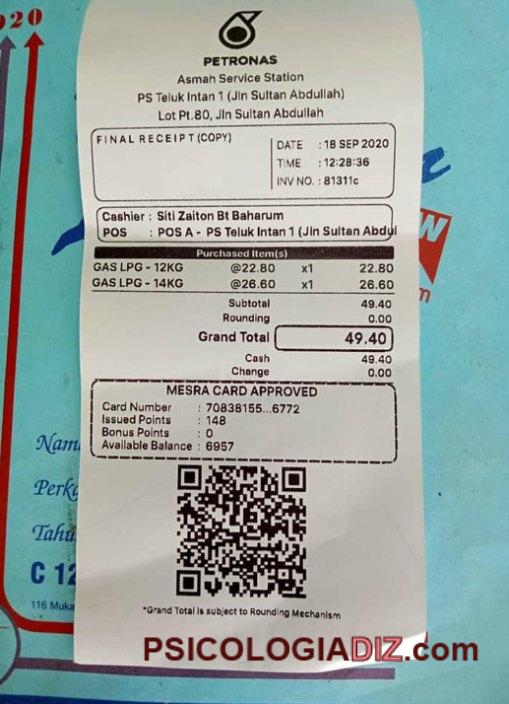 2020
PETRONAS
Asmah Service Station
PS Teluk Intan 1 (Jln Sultan Abdullah)
Lot Pt.80, Jln Sultan Abdullah
FINAL RECEIPT (COPY)
DATE : 18 SEP 2020
TIME : 12:28:36
INV NO. : 81311c
Cashier : Siti Zaiton Bt Baharum
POS : POS A - PS Teluk Intan 1 (Jln Sultan Abdul
Purchased Item(s)
GAS LPG - 12KG @22.80 x1 22.80
GAS LPG - 14KG @26.60 x1 26.60
Subtotal 49.40
Rounding 0.00
Grand Total 49.40
Cash 49.40
Change 0.00
MESRA CARD APPROVED
Card Number : 70838155...6772
Issued Points : 148
Bonus Points : 0
Available Balance : 6957
*Grand Total is subject to Rounding Mechanism
W
m
Nam
Perk
Tahu
C 12
116 Muka
PSICOLOGIADIZ.com